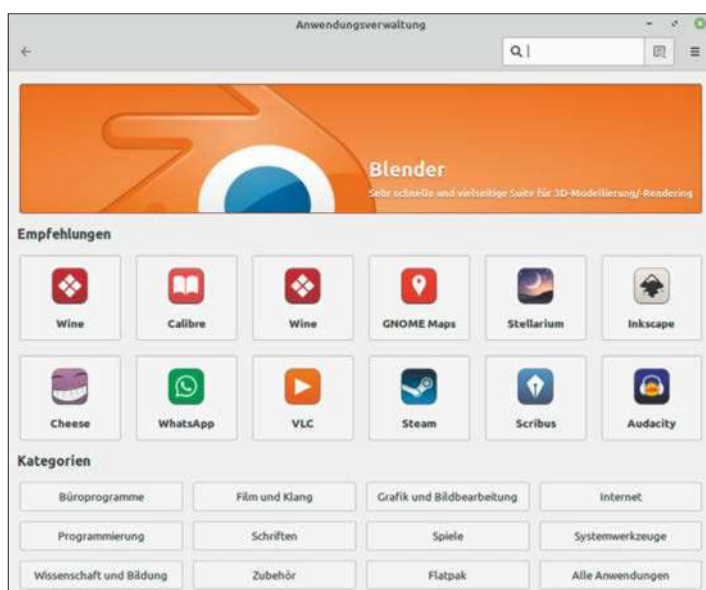 Anwendungsverwaltung
Blender
Sehr schnelle und vielseitige Suite für 3D-Modellierung/-Rendering
Empfehlungen
Wine Calibre Wine GNOME Maps Stellarium Inkscape
Cheese WhatsApp VLC Steam Scribus Audacity
Kategorien
Büroprogramme Film und Klang Grafik und Bildbearbeitung Internet
Programmierung Schriften Spiele Systemwerkzeuge
Wissenschaft und Bildung Zubehör Flatpak Alle Anwendungen